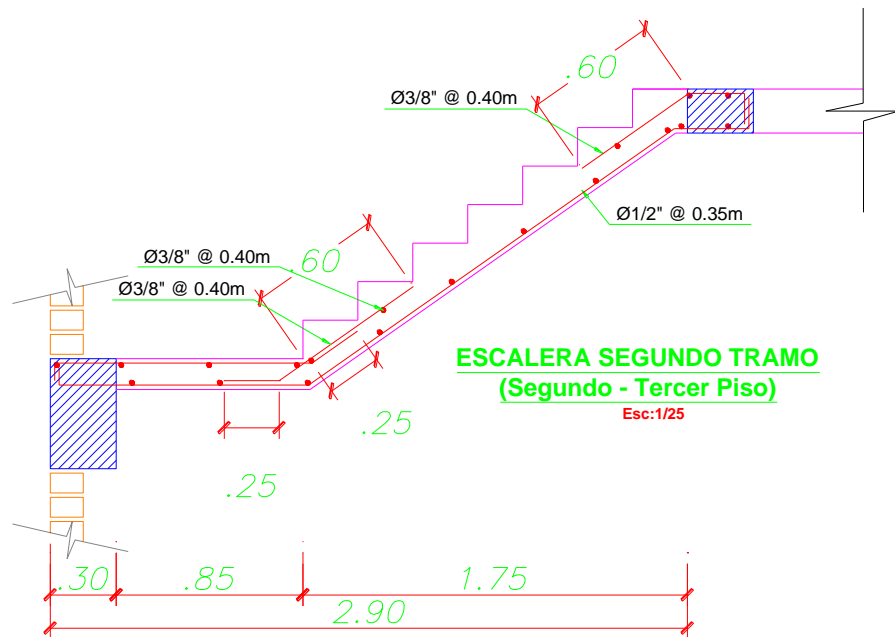 .60
Ø3/8" @ 0.40m
Ø1/2" @ 0.35m
Ø3/8" @ 0.40m
.60
Ø3/8" @ 0.40m
ESCALERA SEGUNDO TRAMO
(Segundo - Tercer Piso)
Esc:1/25
.25
.25
.30
.85
1.75
2.90